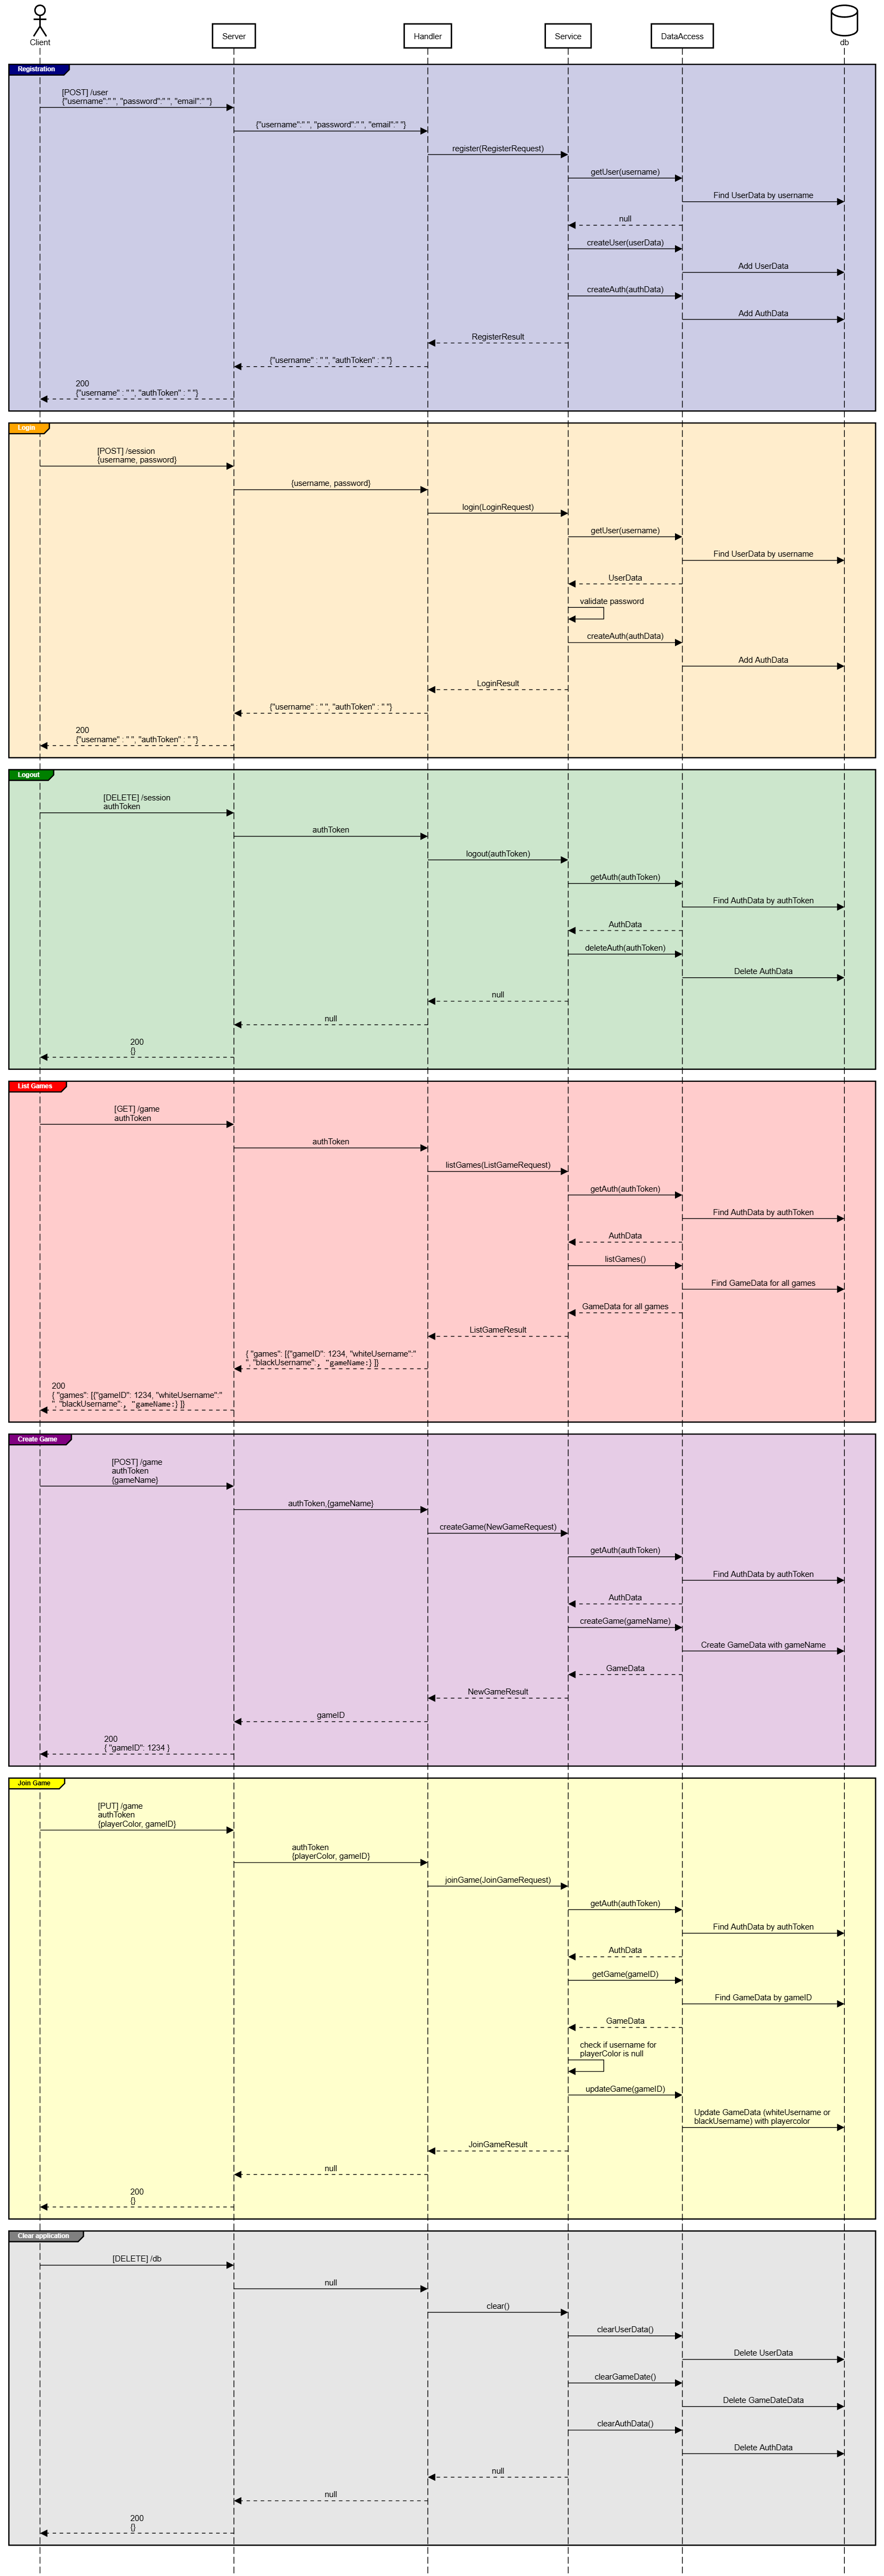 Client
Server
Handler
Service
DataAccess
db
Registration
[POST] /user
{"username":" ", "password":" ", "email":" "}
{"username":" ", "password":" ", "email":" "}
register(RegisterRequest)
getUser(username)
Find UserData by username
null
createUser(userData)
Add UserData
createAuth(authData)
Add AuthData
RegisterResult
{"username" : " ", "authToken" : " "}
200
{"username" : " ", "authToken" : " "}
Login
[POST] /session
{username, password}
{username, password}
login(LoginRequest)
getUser(username)
Find UserData by username
UserData
validate password
createAuth(authData)
Add AuthData
LoginResult
{"username" : " ", "authToken" : " "}
200
{"username" : " ", "authToken" : " "}
Logout
[DELETE] /session
authToken
authToken
logout(authToken)
getAuth(authToken)
Find AuthData by authToken
AuthData
deleteAuth(authToken)
Delete AuthData
null
null
200
{}
List Games
[GET] /game
authToken
authToken
listGames(ListGameRequest)
getAuth(authToken)
Find AuthData by authToken
AuthData
listGames()
Find GameData for all games
GameData for all games
ListGameResult
{ "games": [{"gameID": 1234, "whiteUsername":"
", "blackUsername":, "gameName:} ]}
200
{ "games": [{"gameID": 1234, "whiteUsername":"
", "blackUsername":, "gameName:} ]}
Create Game
[POST] /game
authToken
{gameName}
authToken,{gameName}
createGame(NewGameRequest)
getAuth(authToken)
Find AuthData by authToken
AuthData
createGame(gameName)
Create GameData with gameName
GameData
NewGameResult
gameID
200
{ "gameID": 1234 }
Join Game
[PUT] /game
authToken
{playerColor, gameID}
authToken
{playerColor, gameID}
joinGame(JoinGameRequest)
getAuth(authToken)
Find AuthData by authToken
AuthData
getGame(gameID)
Find GameData by gameID
GameData
check if username for
playerColor is null
updateGame(gameID)
Update GameData (whiteUsername or
blackUsername) with playercolor
JoinGameResult
null
200
{}
Clear application
[DELETE] /db
null
clear()
clearUserData()
Delete UserData
clearGameDate()
Delete GameDateData
clearAuthData()
Delete AuthData
null
null
200
{}